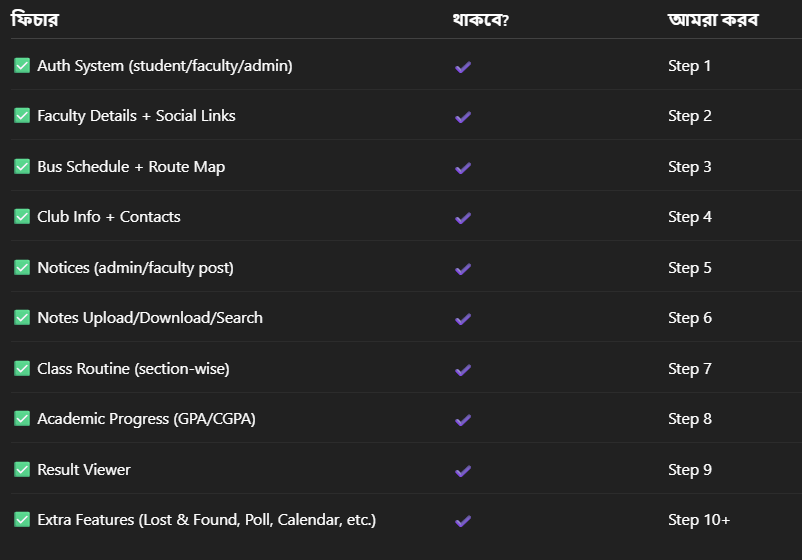 ফিচার থাকবে? আমরা করব
✅ Auth System (student/faculty/admin) ✔ Step 1
✅ Faculty Details + Social Links ✔ Step 2
✅ Bus Schedule + Route Map ✔ Step 3
✅ Club Info + Contacts ✔ Step 4
✅ Notices (admin/faculty post) ✔ Step 5
✅ Notes Upload/Download/Search ✔ Step 6
✅ Class Routine (section-wise) ✔ Step 7
✅ Academic Progress (GPA/CGPA) ✔ Step 8
✅ Result Viewer ✔ Step 9
✅ Extra Features (Lost & Found, Poll, Calendar, etc.) ✔ Step 10+